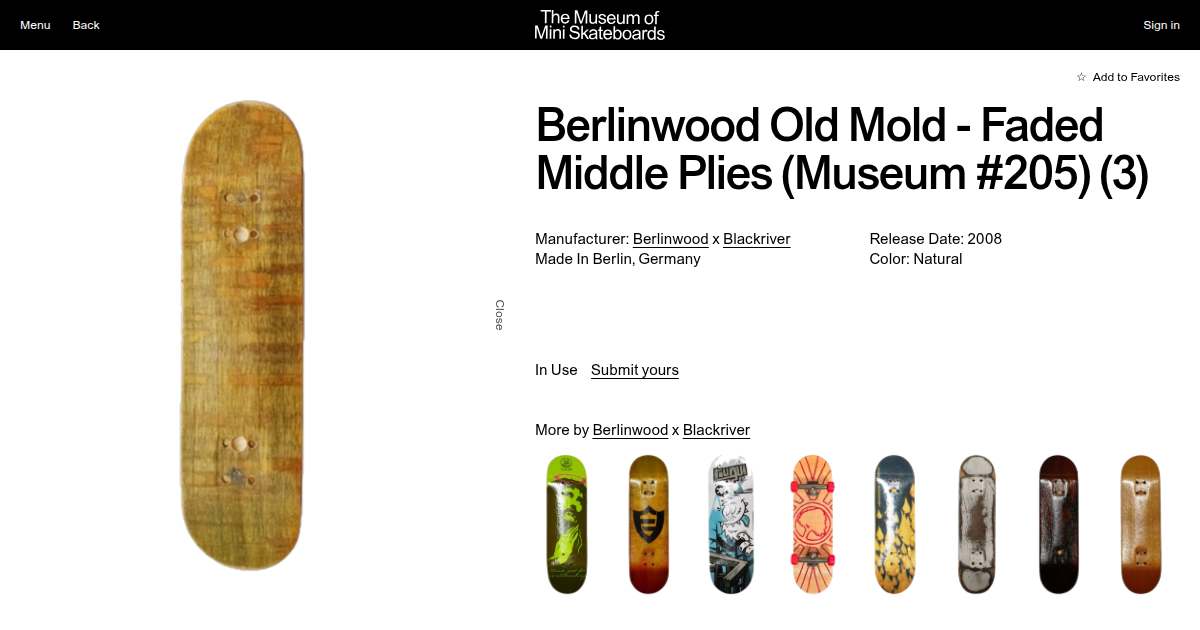 Menu
Back
The Museum of
Mini Skateboards
Sign in
☆ Add to Favorites
Berlinwood Old Mold - Faded
Middle Plies (Museum #205) (3)
Manufacturer: Berlinwood x Blackriver
Made In Berlin, Germany
Release Date: 2008
Color: Natural
Close
In Use Submit yours
More by Berlinwood x Blackriver